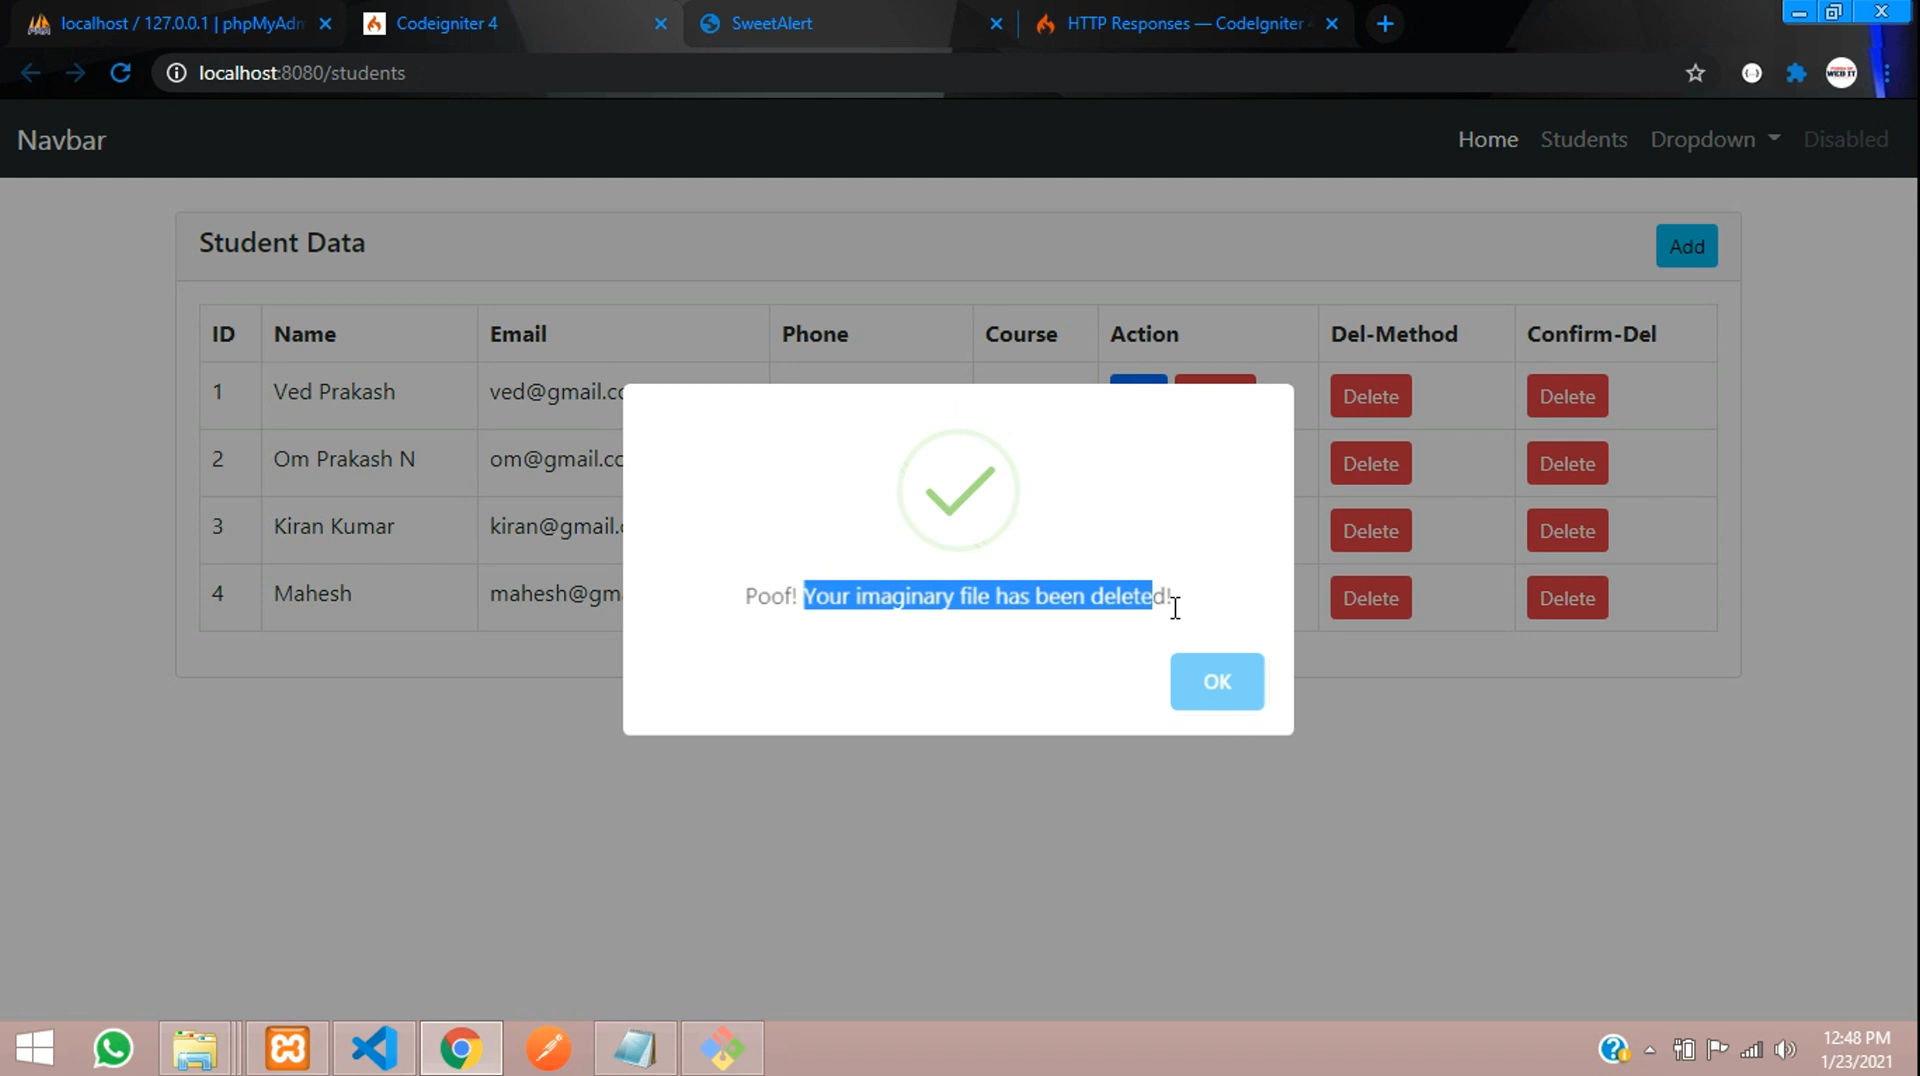 localhost / 127.0.0.1 | phpMyAdm
Codeigniter 4
SweetAlert
HTTP Responses — CodeIgniter
localhost:8080/students
WEB IT
Navbar
Home Students Dropdown Disabled
Student Data
Add
ID Name Email Phone Course Action Del-Method Confirm-Del
1 Ved Prakash ved@gmail.co Delete Delete
2 Om Prakash N om@gmail.co Delete Delete
3 Kiran Kumar kiran@gmail. Delete Delete
4 Mahesh mahesh@gm Delete Delete
Poof! Your imaginary file has been deleted!
OK
12:48 PM
1/23/2021